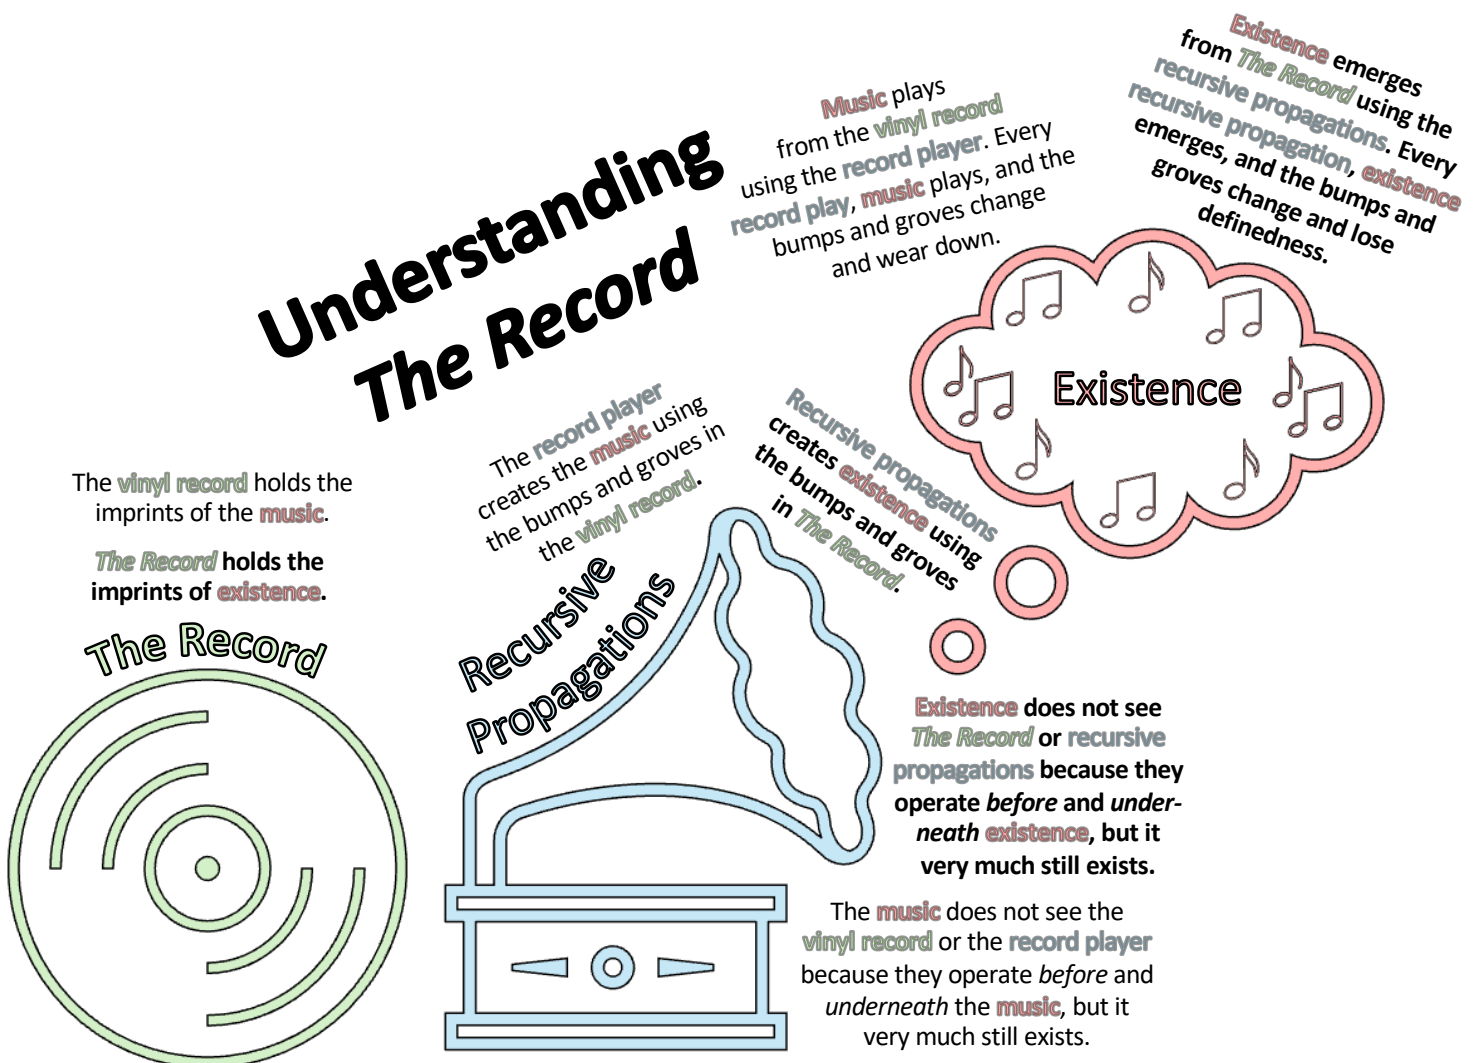 Understanding
The Record
The vinyl record holds the
imprints of the music.
The Record holds the
imprints of existence.
The Record
The record player
creates the music using
the bumps and groves in
the vinyl record.
Recursive propagations
creates existence using
the bumps and groves
in The Record.
Recursive
Propagations
Music plays
from the vinyl record
using the record player. Every
record play, music plays, and the
bumps and groves change
and wear down.
Existence emerges
from The Record using the
recursive propagations. Every
recursive propagation, existence
emerges, and the bumps and
groves change and lose
definedness.
Existence
Existence does not see
The Record or recursive
propagations because they
operate before and under-
neath existence, but it
very much still exists.
The music does not see the
vinyl record or the record player
because they operate before and
underneath the music, but it
very much still exists.